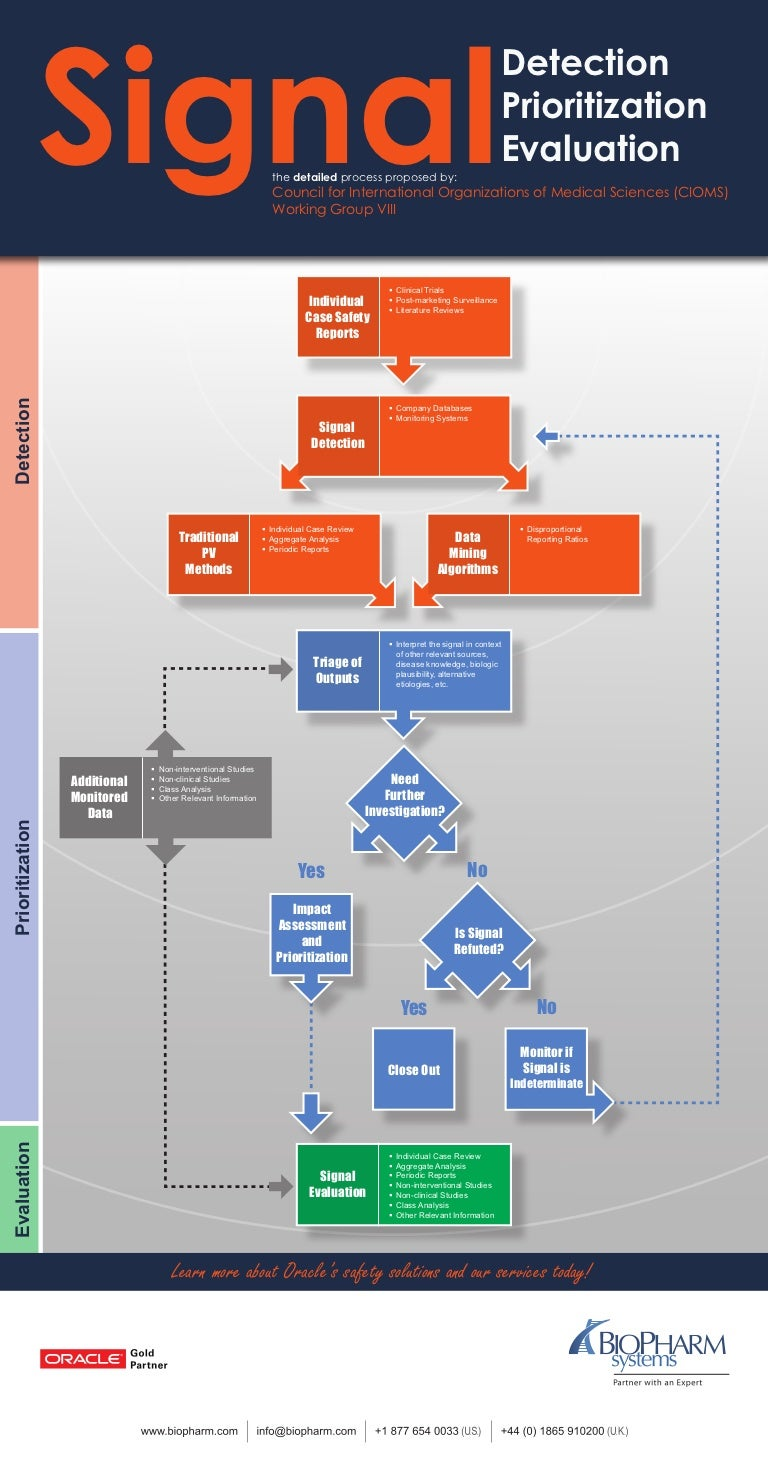 Signal
Detection
Prioritization
Evaluation
the detailed process proposed by:
Council for International Organizations of Medical Sciences (CIOMS)
Working Group VIII
Detection
Individual
Case Safety
Reports
• Clinical Trials
• Post-marketing Surveillance
• Literature Reviews
Signal
Detection
• Company Databases
• Monitoring Systems
Traditional
PV
Methods
• Individual Case Review
• Aggregate Analysis
• Periodic Reports
Data
Mining
Algorithms
• Disproportional
Reporting Ratios
Prioritization
Triage of
Outputs
• Interpret the signal in context
of other relevant sources,
disease knowledge, biologic
plausibility, alternative
etiologies, etc.
Additional
Monitored
Data
• Non-interventional Studies
• Non-clinical Studies
• Class Analysis
• Other Relevant Information
Need
Further
Investigation?
Yes
No
Impact
Assessment
and
Prioritization
Is Signal
Refuted?
Yes
No
Close Out
Monitor if
Signal is
Indeterminate
Evaluation
Signal
Evaluation
• Individual Case Review
• Aggregate Analysis
• Periodic Reports
• Non-interventional Studies
• Non-clinical Studies
• Class Analysis
• Other Relevant Information
Learn more about Oracle's safety solutions and our services today!
ORACLE Gold
Partner
BIOPHARM
systems
Partner with an Expert
www.biopharm.com | info@biopharm.com | +1 877 654 0033 (US) | +44 (0) 1865 910200 (UK)